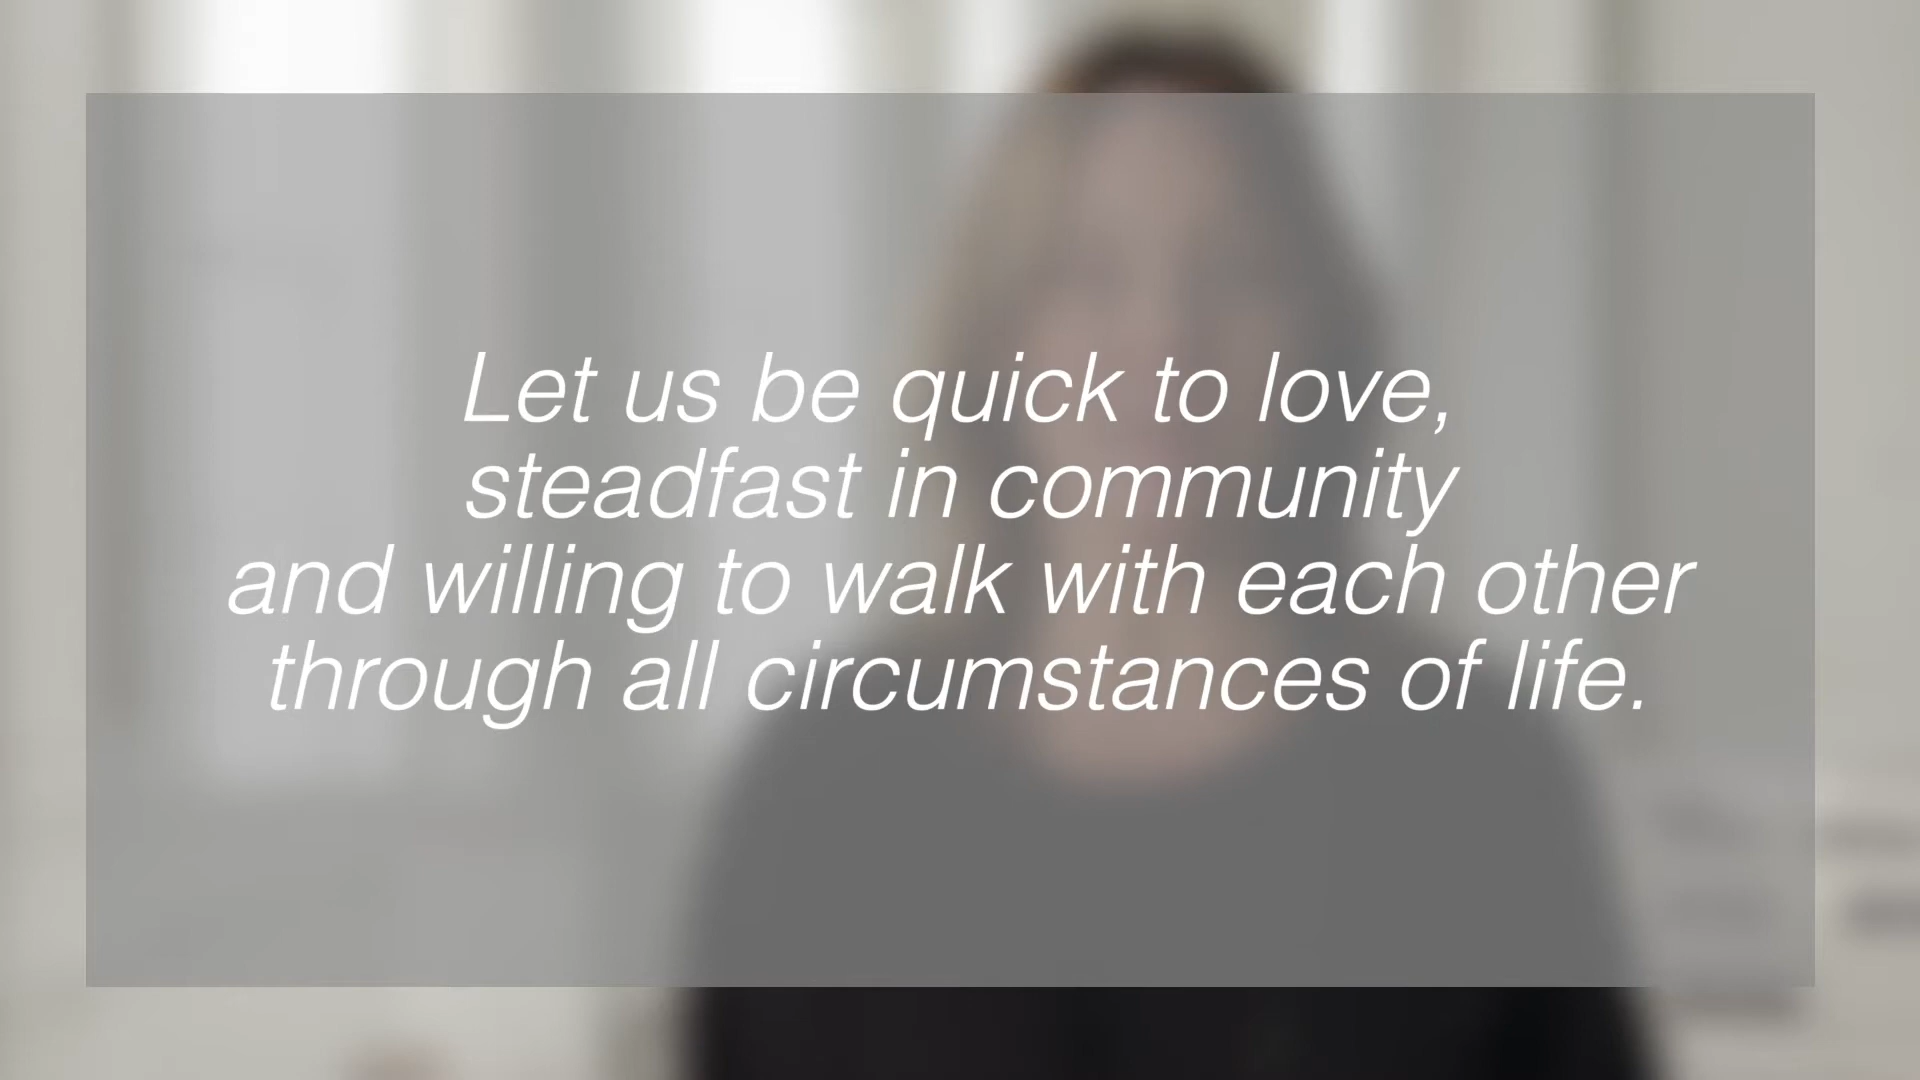 Let us be quick to love,
steadfast in community
and willing to walk with each other
through all circumstances of life.